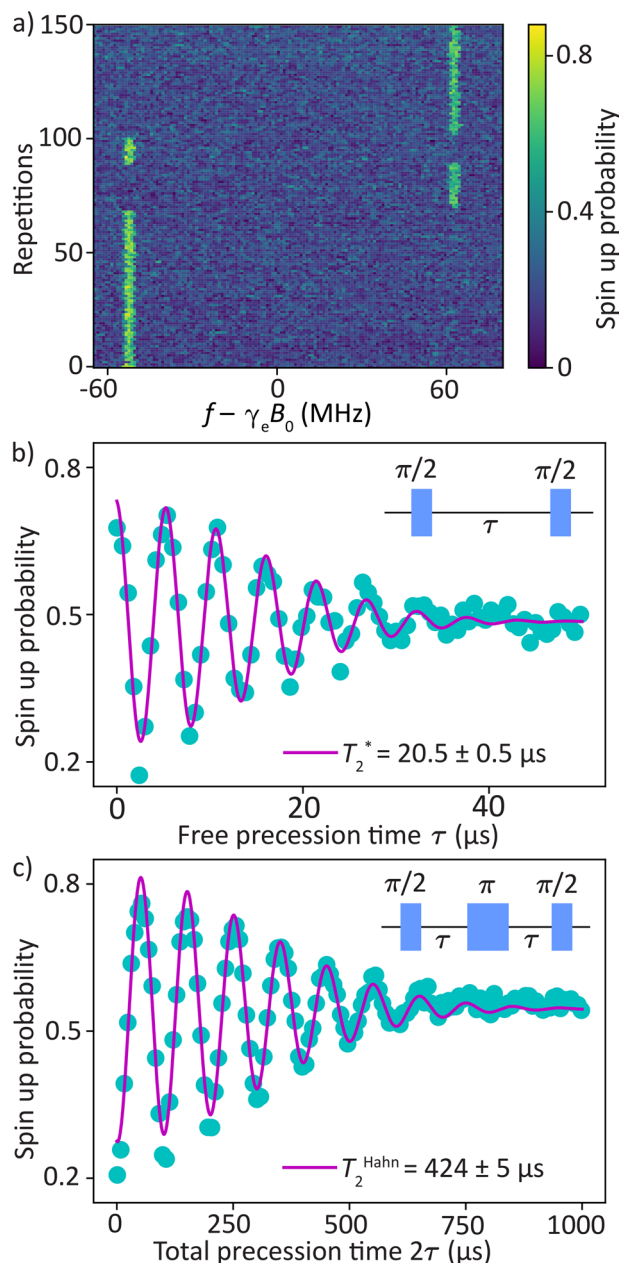 a)
150
100
50
0
Repetitions
-60
0
60
f − γeB0 (MHz)
0.8
0.4
0
Spin up probability
b)
0.8
0.5
0.2
Spin up probability
π/2
π/2
τ
T2* = 20.5 ± 0.5 μs
0
20
40
Free precession time τ (μs)
c)
0.8
0.5
0.2
Spin up probability
π/2
π
π/2
τ
τ
T2Hahn = 424 ± 5 μs
0
250
500
750
1000
Total precession time 2τ (μs)